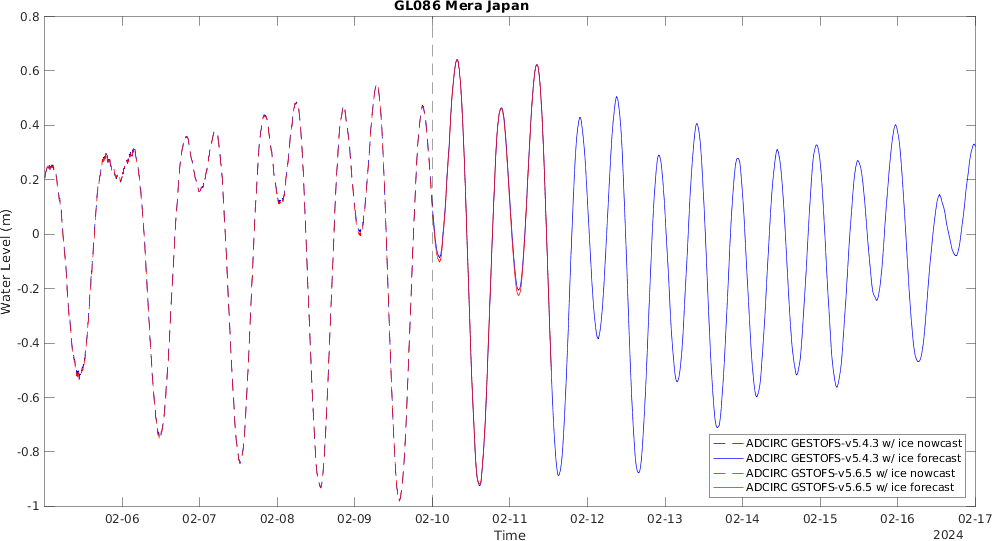 GL086 Mera Japan
0.8
0.6
0.4
0.2
0
-0.2
-0.4
-0.6
-0.8
-1
Water Level (m)
02-06 02-07 02-08 02-09 02-10 02-11 02-12 02-13 02-14 02-15 02-16 02-17
Time
2024
ADCIRC GESTOFS-v5.4.3 w/ ice nowcast
ADCIRC GESTOFS-v5.4.3 w/ ice forecast
ADCIRC GSTOFS-v5.6.5 w/ ice nowcast
ADCIRC GSTOFS-v5.6.5 w/ ice forecast